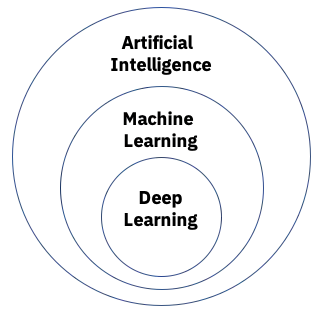 Artificial
Intelligence
Machine
Learning
Deep
Learning